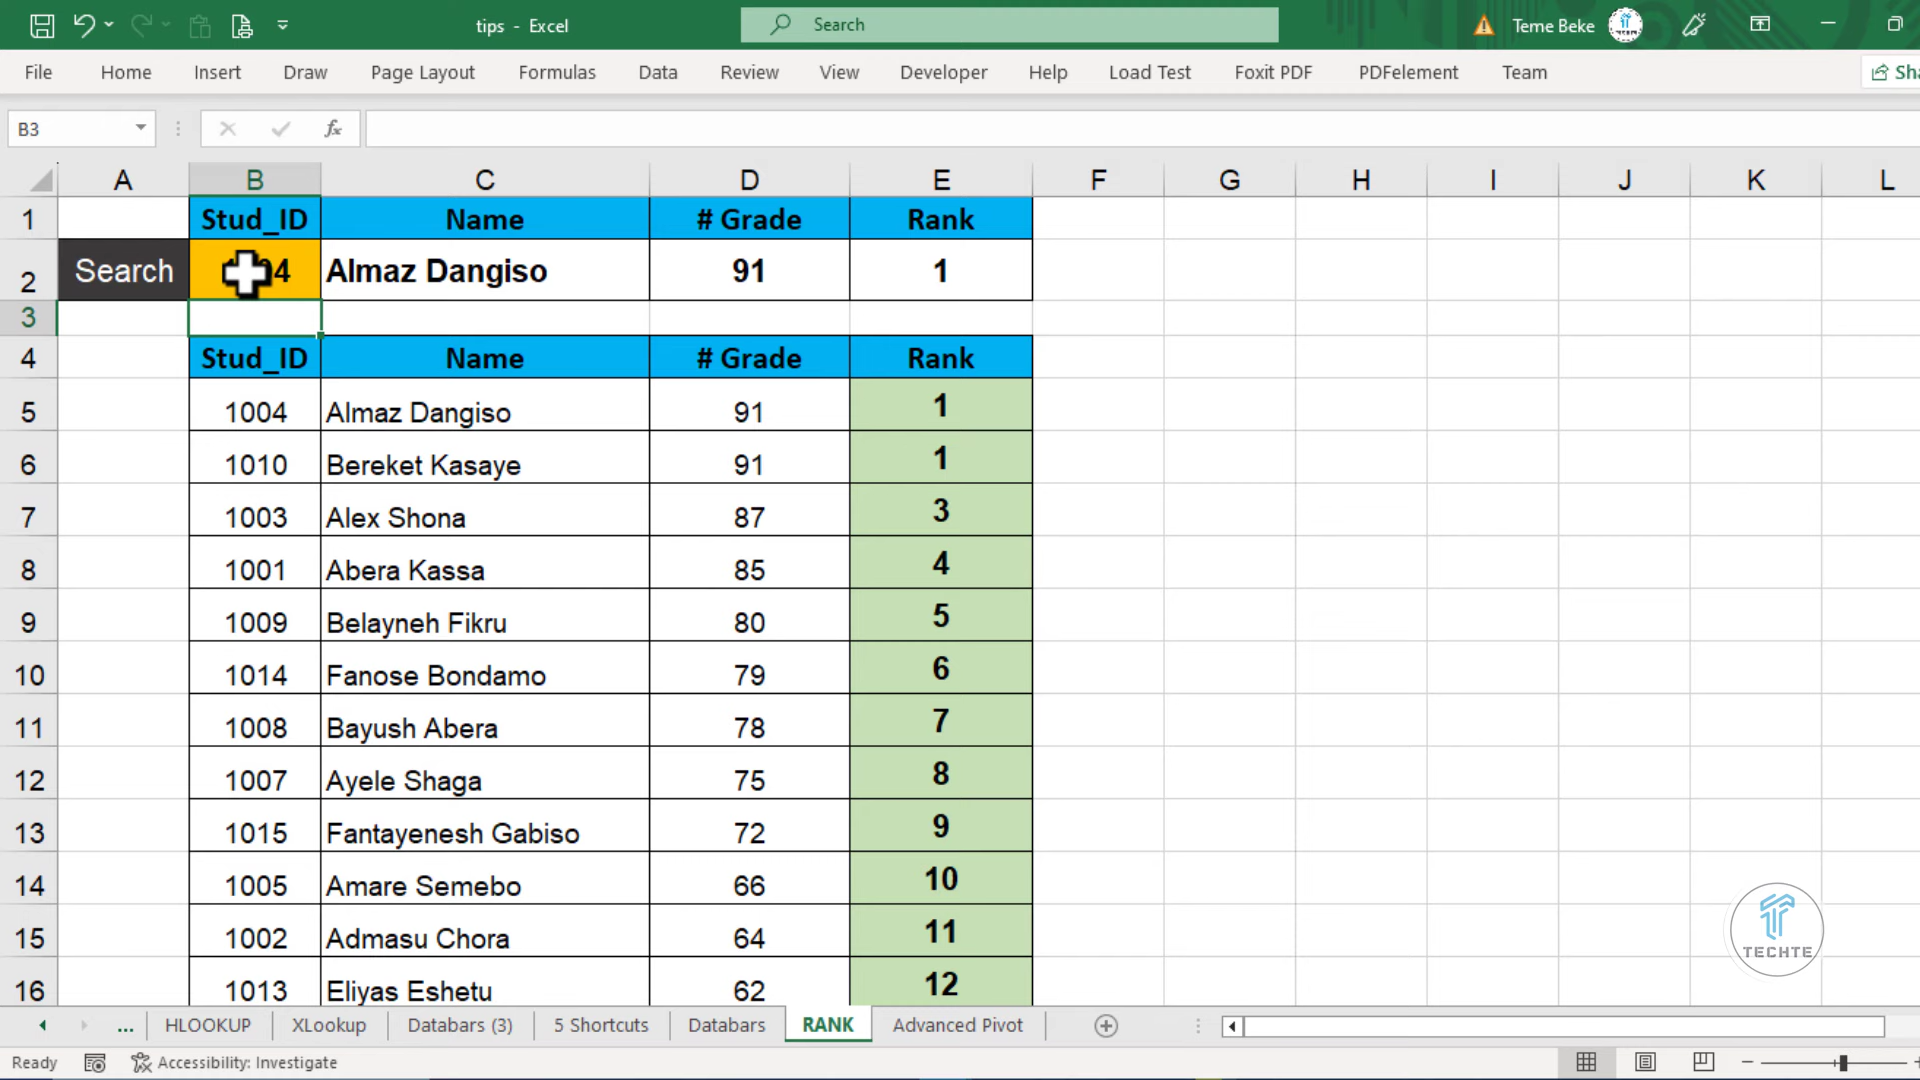 tips - Excel
Search
Teme Beke
File Home Insert Draw Page Layout Formulas Data Review View Developer Help Load Test Foxit PDF PDFelement Team
B3
fx
A B C D E F G H I J K L
1 Stud_ID Name # Grade Rank
2 Search Almaz Dangiso 91 1
3
4 Stud_ID Name # Grade Rank
5 1004 Almaz Dangiso 91 1
6 1010 Bereket Kasaye 91 1
7 1003 Alex Shona 87 3
8 1001 Abera Kassa 85 4
9 1009 Belayneh Fikru 80 5
10 1014 Fanose Bondamo 79 6
11 1008 Bayush Abera 78 7
12 1007 Ayele Shaga 75 8
13 1015 Fantayenesh Gabiso 72 9
14 1005 Amare Semebo 66 10
15 1002 Admasu Chora 64 11
16 1013 Eliyas Eshetu 62 12
TECHTE
... HLOOKUP XLookup Databars (3) 5 Shortcuts Databars RANK Advanced Pivot
Ready Accessibility: Investigate